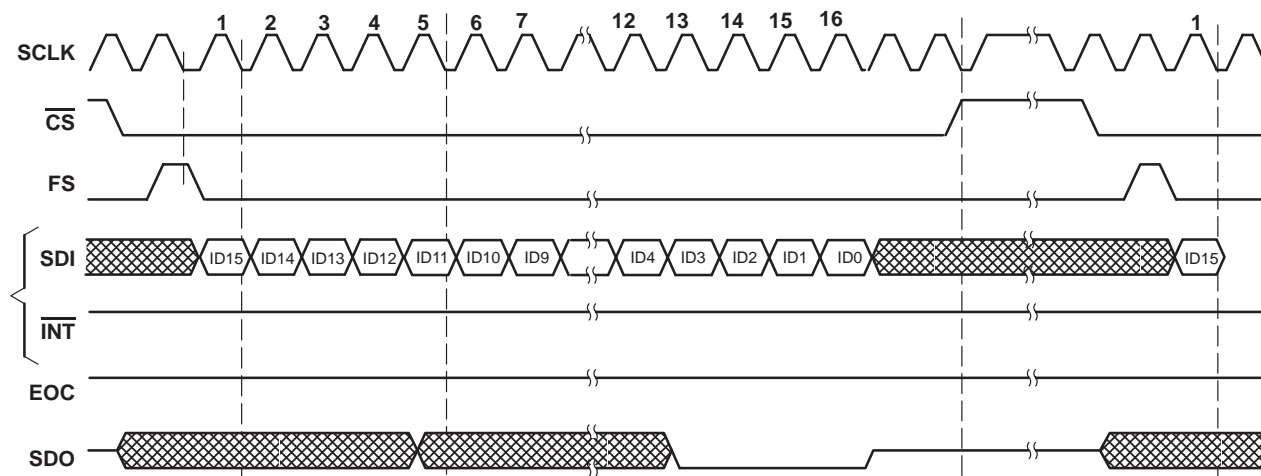 1 2 3 4 5 6 7 12 13 14 15 16 1
SCLK
CS
FS
SDI ID15 ID14 ID13 ID12 ID11 ID10 ID9 ID4 ID3 ID2 ID1 ID0 ID15
INT
EOC
SDO